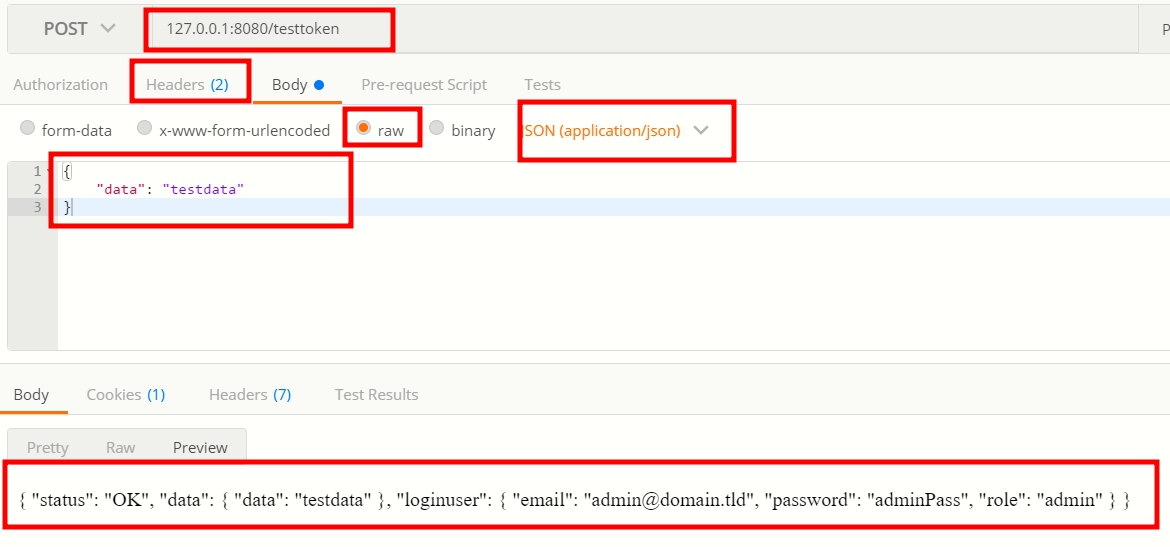 POST 127.0.0.1:8080/testtoken P
Authorization Headers (2) Body Pre-request Script Tests
form-data x-www-form-urlencoded raw binary JSON (application/json)
1 {
2 "data": "testdata"
3 }
Body Cookies (1) Headers (7) Test Results
Pretty Raw Preview
{ "status": "OK", "data": { "data": "testdata" }, "loginuser": { "email": "admin@domain.tld", "password": "adminPass", "role": "admin" } }